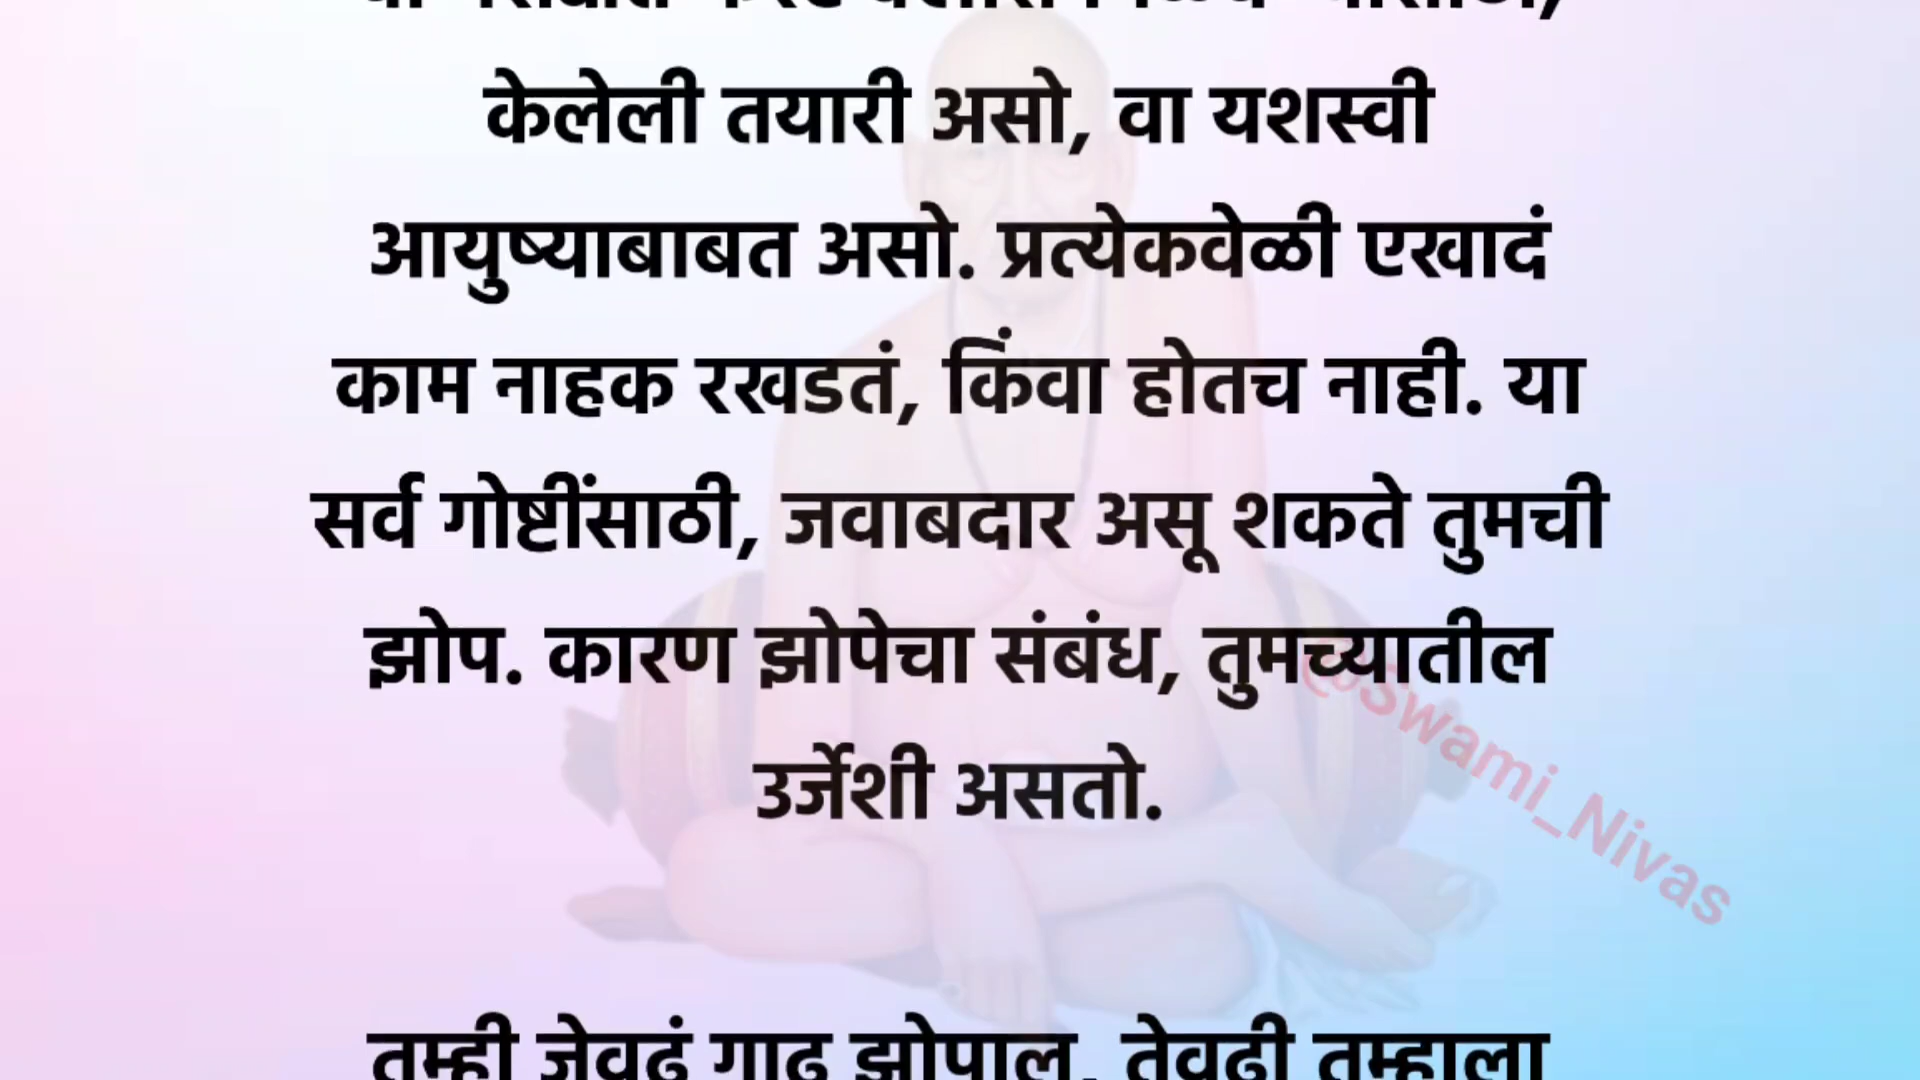 केलेली तयारी असो, वा यशस्वी
आयुष्याबाबत असो. प्रत्येकवेळी एखादं
काम नाहक रखडतं, किंवा होतच नाही. या
सर्व गोष्टींसाठी, जवाबदार असू शकते तुमची
झोप. कारण झोपेचा संबंध, तुमच्यातील
उर्जेशी असतो.
@Swami_Nivas
तुम्ही जेवढं गाढ झोपाल, तेवढी तुम्हाला